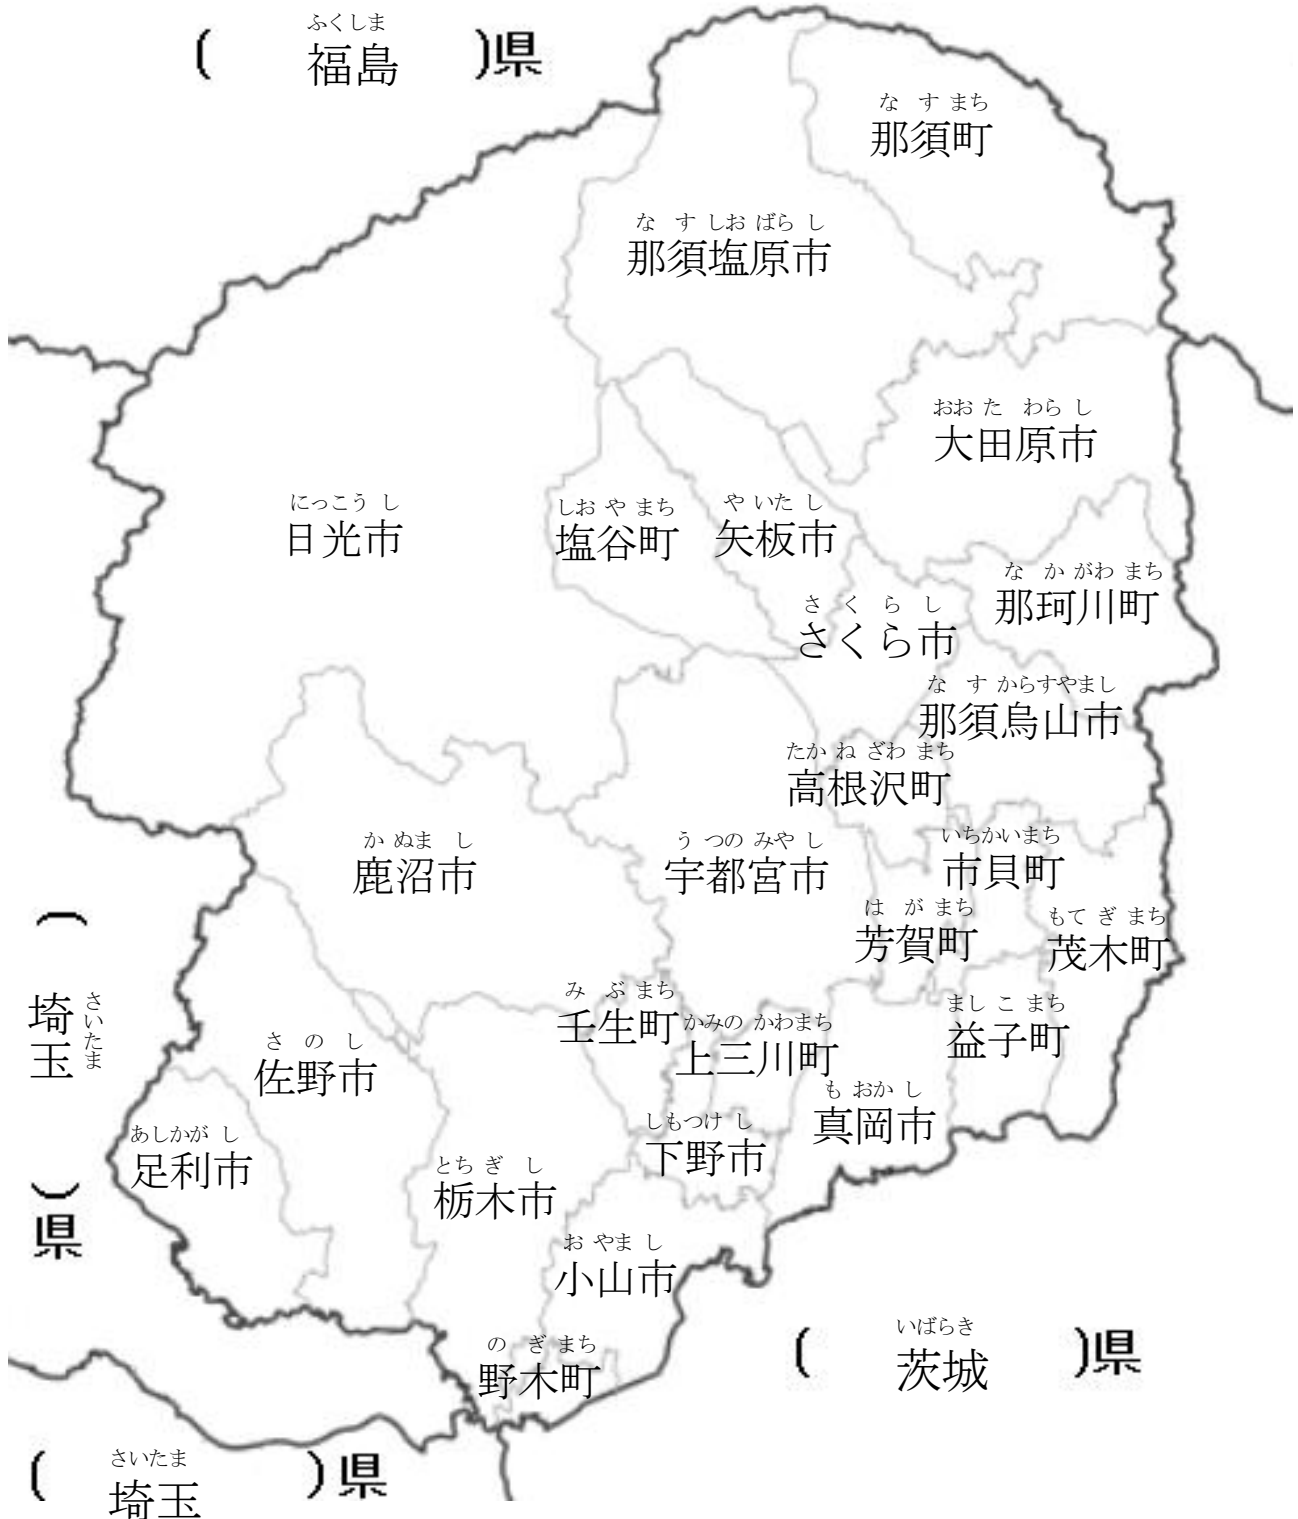 ふくしま
( 福島 )県
な す まち
那須町
な す しお ばら し
那須塩原市
おお た わら し
大田原市
にっこう し
日光市
しお や まち
塩谷町
や いた し
矢板市
な か がわ まち
那珂川町
さ く ら し
さくら市
な す からすやまし
那須烏山市
たか ね ざわ まち
高根沢町
か ぬま し
鹿沼市
う つの みや し
宇都宮市
いちかいまち
市貝町
は が まち
芳賀町
もて ぎ まち
茂木町
( 埼玉 )県
さいたま
み ぶ まち
壬生町
かみの かわまち
上三川町
まし こ まち
益子町
さ の し
佐野市
も おか し
真岡市
あしかが し
足利市
しもつけ し
下野市
とち ぎ し
栃木市
お やま し
小山市
の ぎ まち
野木町
いばらき
( 茨城 )県
さいたま
( 埼玉 )県